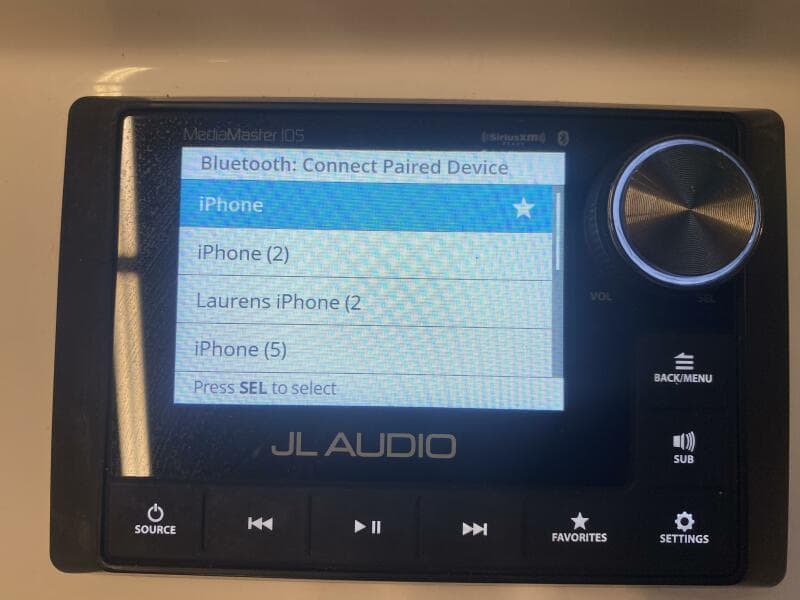 MediaMaster 105
SiriusXM
READY
Bluetooth: Connect Paired Device
iPhone
iPhone (2)
Laurens iPhone (2
iPhone (5)
Press SEL to select
VOL
SEL
BACK/MENU
JL AUDIO
SUB
SOURCE
FAVORITES
SETTINGS